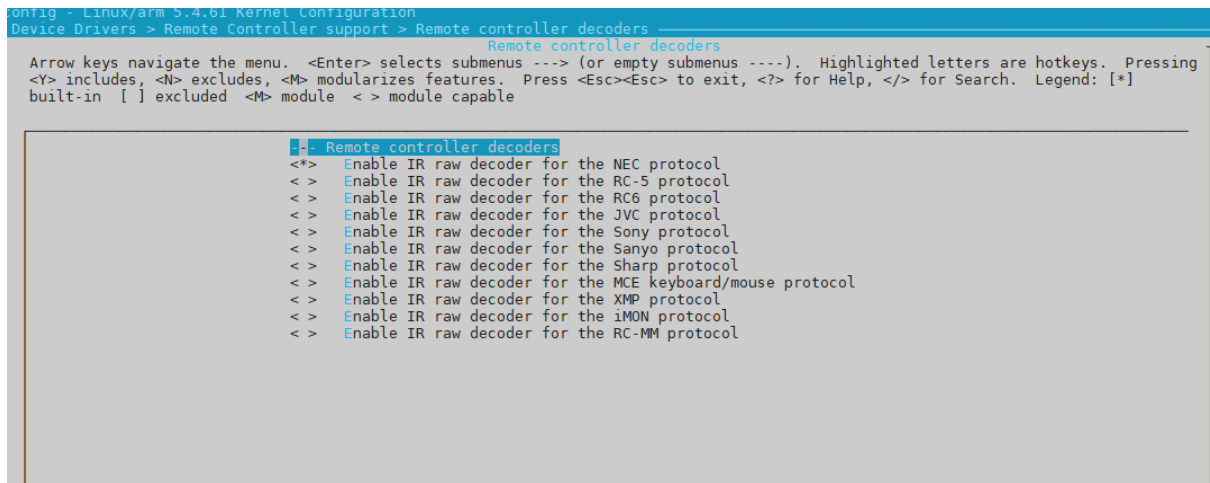 config - Linux/arm 5.4.61 Kernel Configuration
Device Drivers > Remote Controller support > Remote controller decoders
Remote controller decoders
Arrow keys navigate the menu.  <Enter> selects submenus ---> (or empty submenus ----).  Highlighted letters are hotkeys.  Pressing
<Y> includes, <N> excludes, <M> modularizes features.  Press <Esc><Esc> to exit, <?> for Help, </> for Search.  Legend: [*]
built-in  [ ] excluded  <M> module  < > module capable
--- Remote controller decoders
<*>   Enable IR raw decoder for the NEC protocol
< >   Enable IR raw decoder for the RC-5 protocol
< >   Enable IR raw decoder for the RC6 protocol
< >   Enable IR raw decoder for the JVC protocol
< >   Enable IR raw decoder for the Sony protocol
< >   Enable IR raw decoder for the Sanyo protocol
< >   Enable IR raw decoder for the Sharp protocol
< >   Enable IR raw decoder for the MCE keyboard/mouse protocol
< >   Enable IR raw decoder for the XMP protocol
< >   Enable IR raw decoder for the iMON protocol
< >   Enable IR raw decoder for the RC-MM protocol